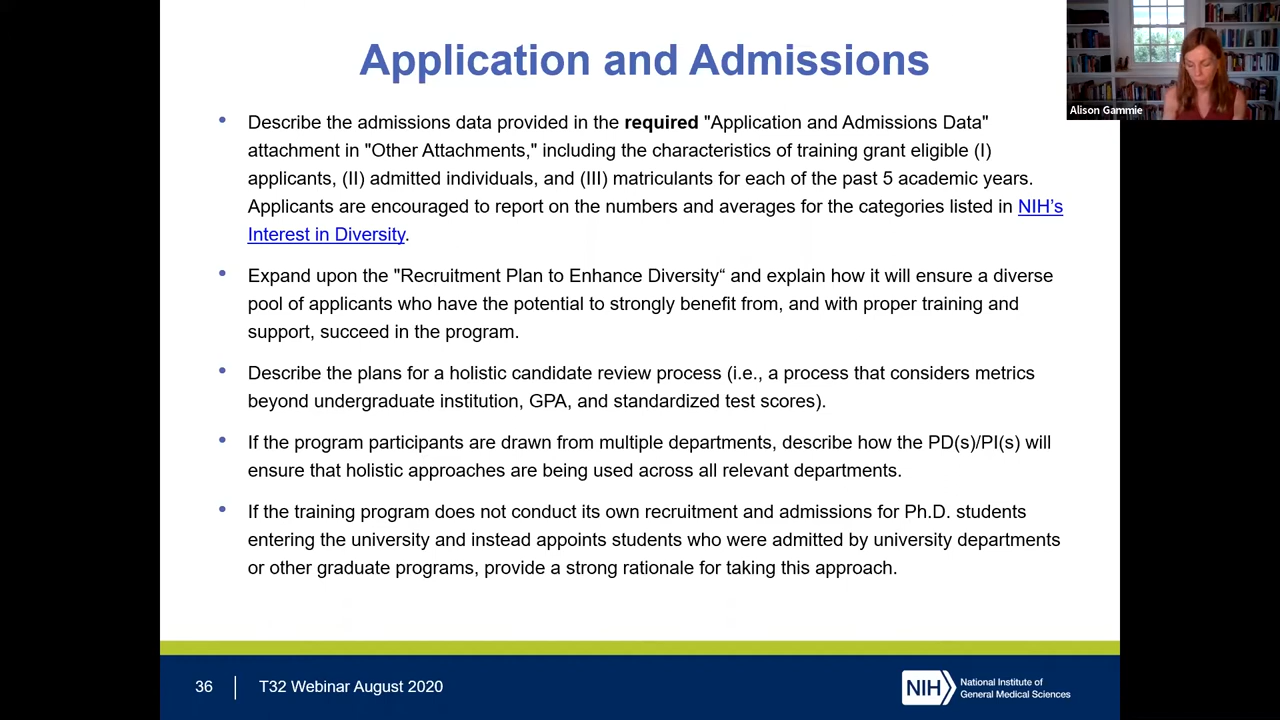 Application and Admissions
Alison Gammie
• Describe the admissions data provided in the required "Application and Admissions Data"
attachment in "Other Attachments," including the characteristics of training grant eligible (I)
applicants, (II) admitted individuals, and (III) matriculants for each of the past 5 academic years.
Applicants are encouraged to report on the numbers and averages for the categories listed in NIH’s
Interest in Diversity.
• Expand upon the "Recruitment Plan to Enhance Diversity“ and explain how it will ensure a diverse
pool of applicants who have the potential to strongly benefit from, and with proper training and
support, succeed in the program.
• Describe the plans for a holistic candidate review process (i.e., a process that considers metrics
beyond undergraduate institution, GPA, and standardized test scores).
• If the program participants are drawn from multiple departments, describe how the PD(s)/PI(s) will
ensure that holistic approaches are being used across all relevant departments.
• If the training program does not conduct its own recruitment and admissions for Ph.D. students
entering the university and instead appoints students who were admitted by university departments
or other graduate programs, provide a strong rationale for taking this approach.
36
T32 Webinar August 2020
NIH
National Institute of
General Medical Sciences